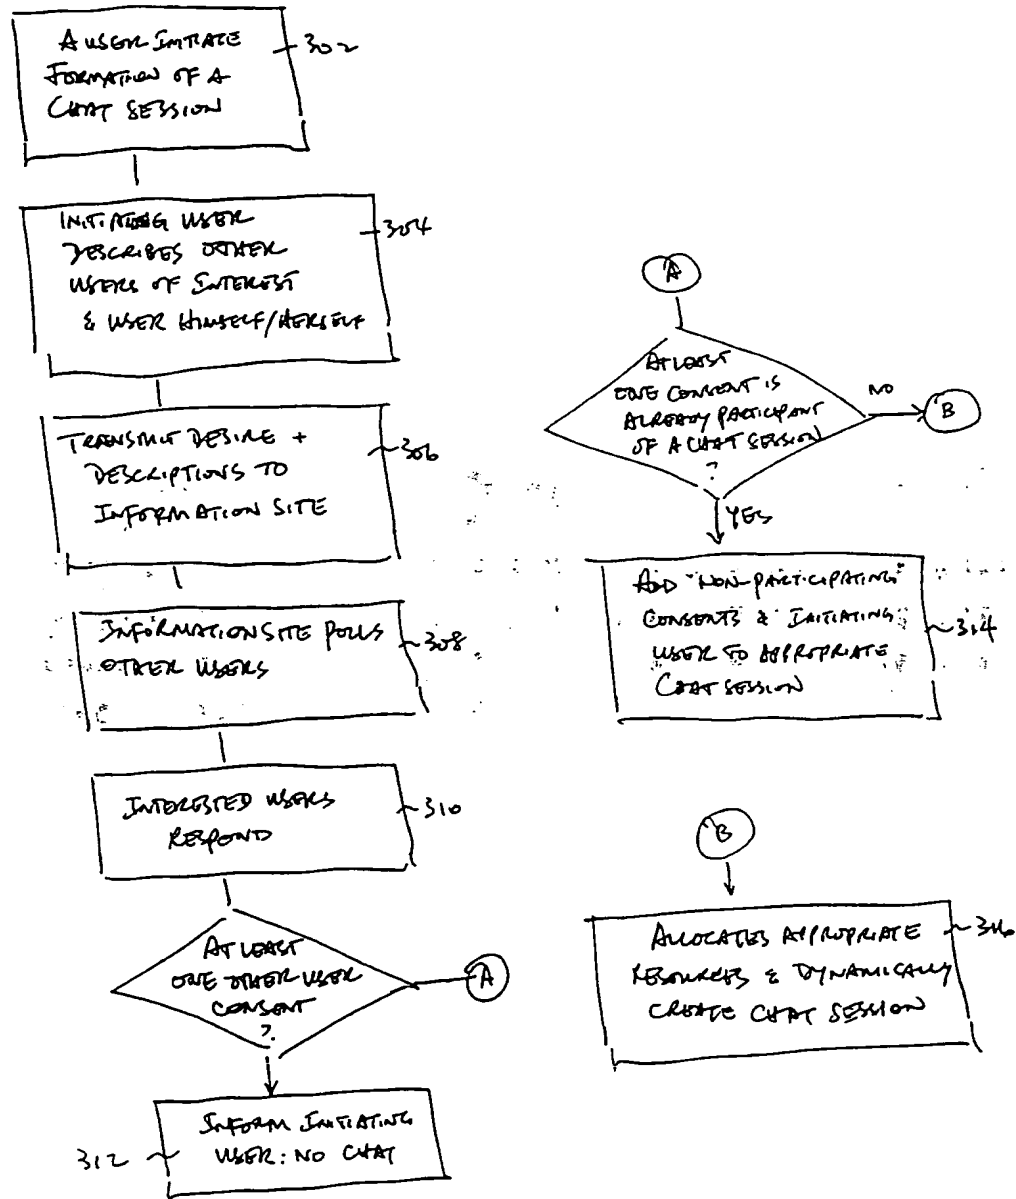 A USER INITIATE
FORMATION OF A
CHAT SESSION
302
INITIATING USER
DESCRIBES OTHER
USERS OF INTEREST
& USER HIMSELF/HERSELF
304
TRANSMIT DESIRE +
DESCRIPTIONS TO
INFORMATION SITE
306
INFORMATION SITE POLLS
OTHER USERS
308
INTERESTED USERS
RESPOND
310
AT LEAST
ONE OTHER USER
CONSENT
?
A
INFORM INITIATING
USER: NO CHAT
312
A
AT LEAST
ONE CONSENT IS
ALREADY PARTICIPANT
OF A CHAT SESSION
?
NO
B
YES
ADD "NON-PARTICIPATING"
CONSENTS & INITIATING
USER TO APPROPRIATE
CHAT SESSION
314
B
ALLOCATES APPROPRIATE
RESOURCES & DYNAMICALLY
CREATE CHAT SESSION
316